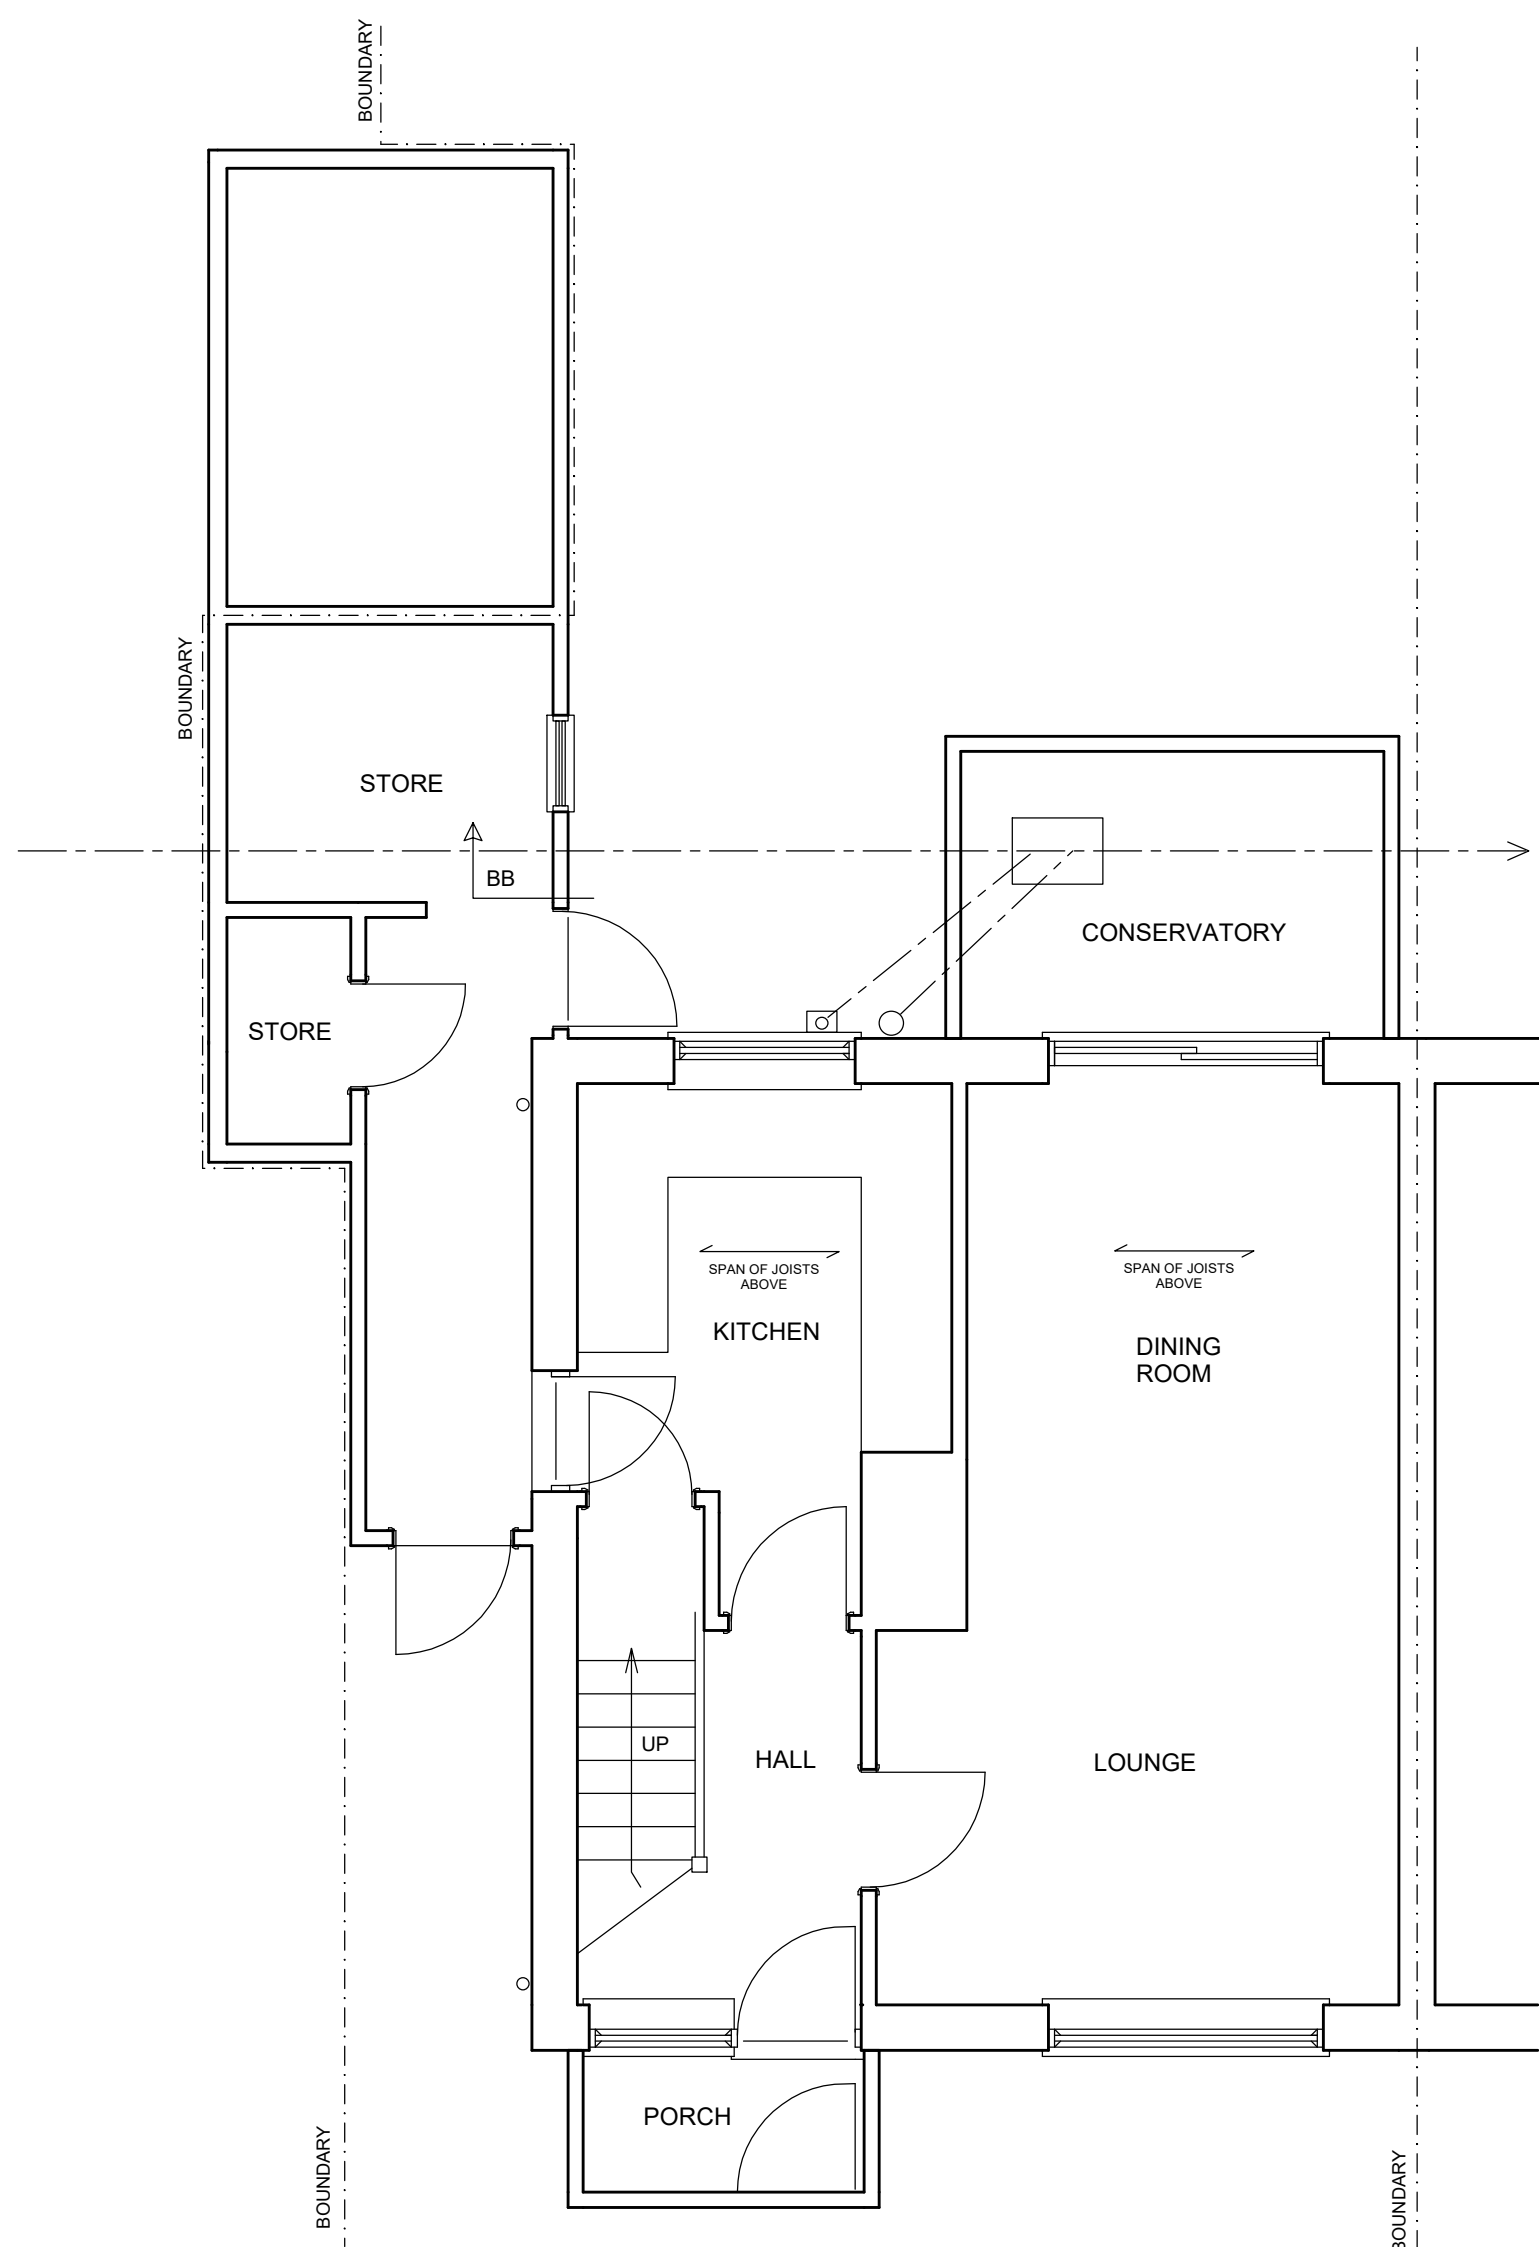 BOUNDARY
BOUNDARY
STORE
BB
CONSERVATORY
STORE
SPAN OF JOISTS
ABOVE
SPAN OF JOISTS
ABOVE
KITCHEN
DINING
ROOM
UP
HALL
LOUNGE
PORCH
BOUNDARY
BOUNDARY